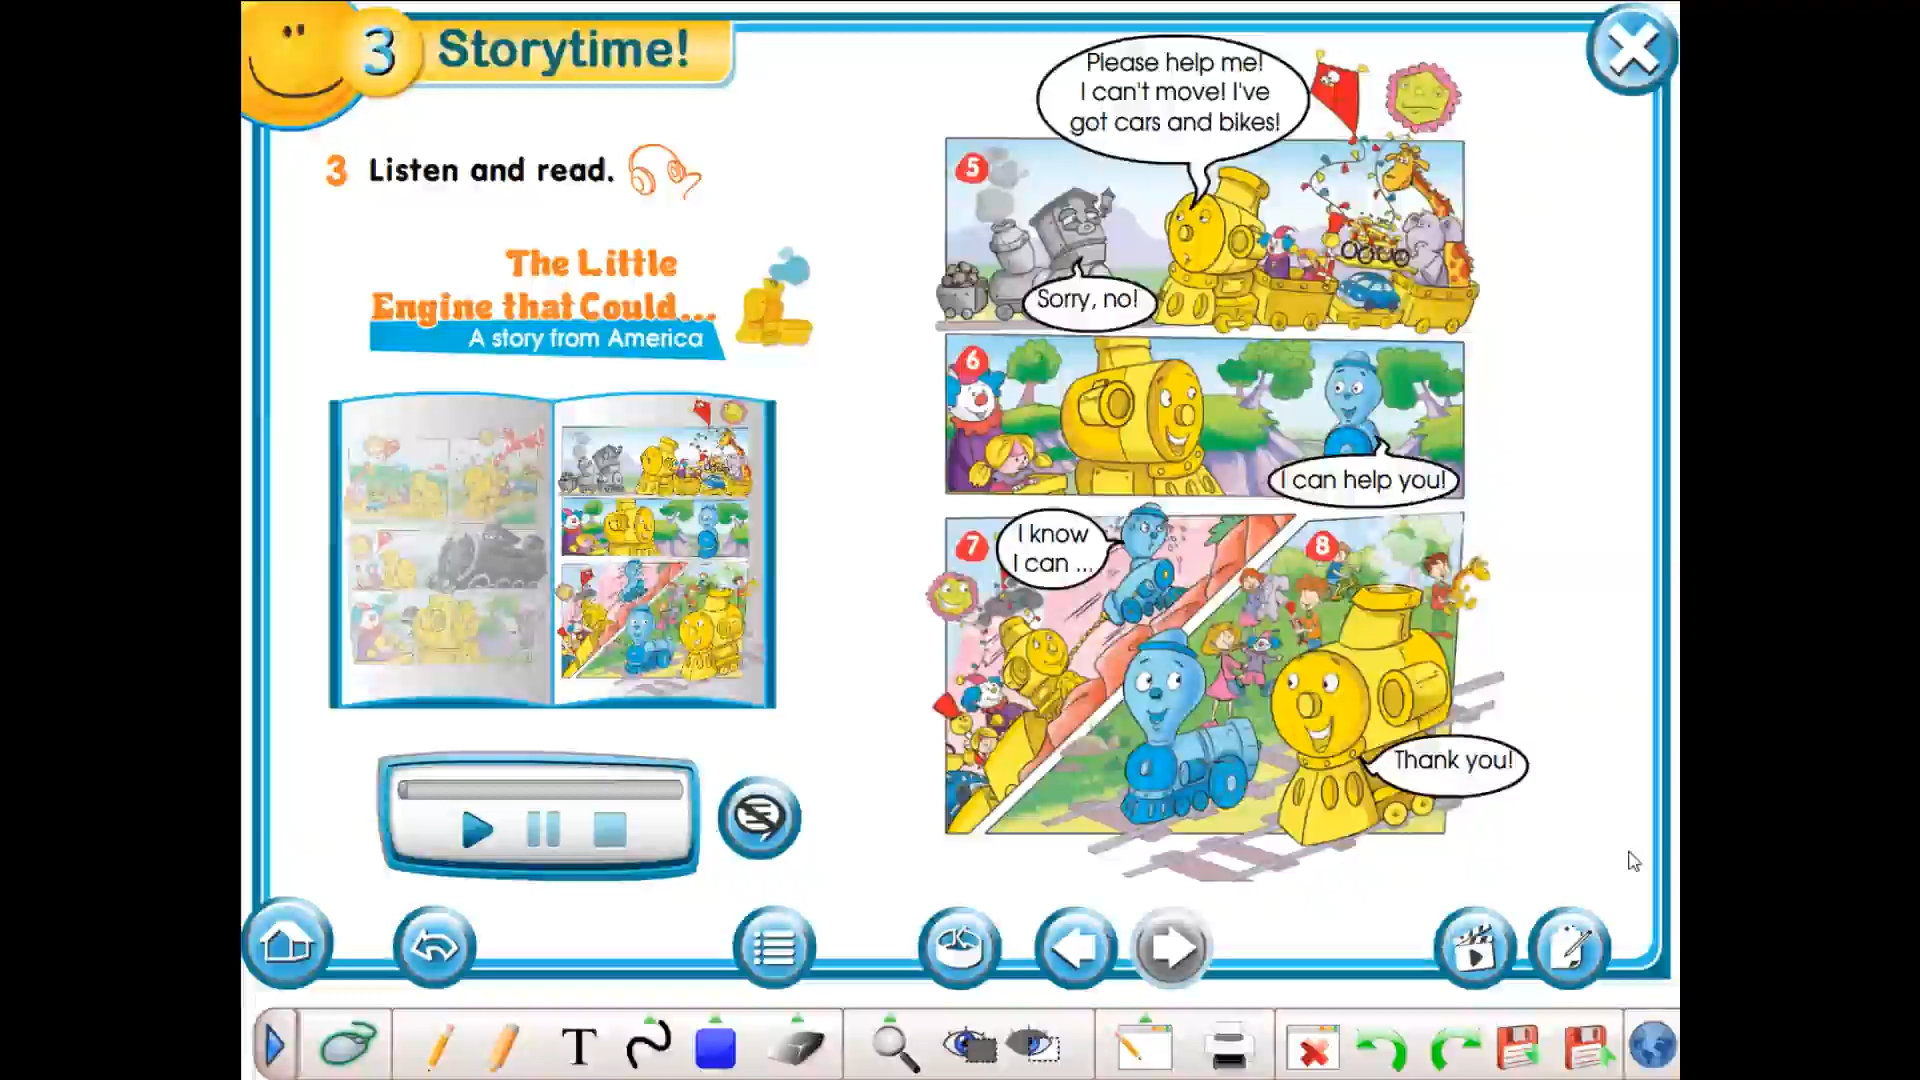 3 Storytime!
3 Listen and read.
The Little
Engine that Could...
A story from America
Please help me!
I can't move! I've
got cars and bikes!
5
Sorry, no!
6
I can help you!
7
I know
I can ...
8
Thank you!
T